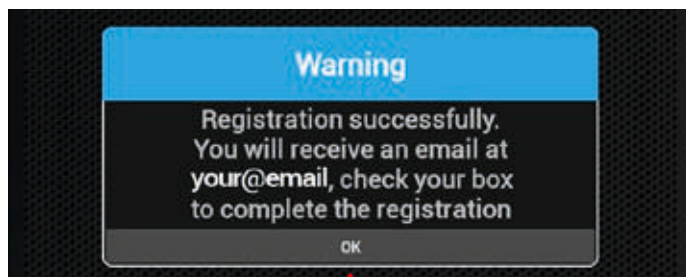 Warning
Registration successfully.
You will receive an email at
your@email, check your box
to complete the registration
OK